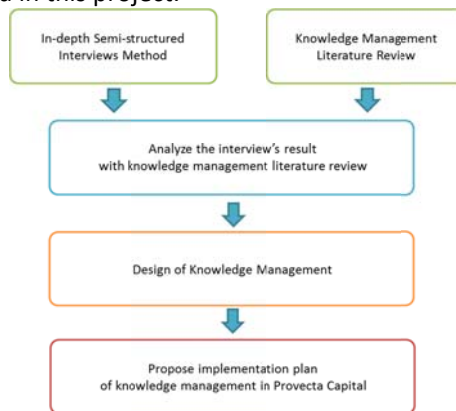 d in this project.
In-depth Semi-structured
Interviews Method
Knowledge Management
Literature Review
Analyze the interview's result
with knowledge management literature review
Design of Knowledge Management
Propose implementation plan
of knowledge management in Provecta Capital